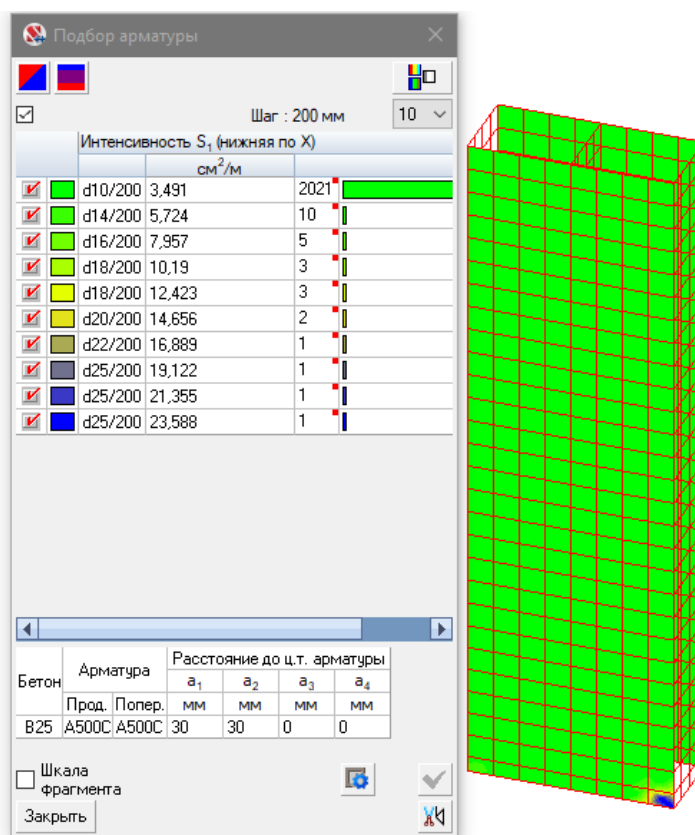 Подбор арматуры
Шаг : 200 мм 10
Интенсивность S1 (нижняя по X)
см2/м
d10/200 3,491 2021
d14/200 5,724 10
d16/200 7,957 5
d18/200 10,19 3
d18/200 12,423 3
d20/200 14,656 2
d22/200 16,889 1
d25/200 19,122 1
d25/200 21,355 1
d25/200 23,588 1
Бетон Арматура Расстояние до ц.т. арматуры
a1 a2 a3 a4
Прод. Попер. мм мм мм мм
B25 A500C A500C 30 30 0 0
Шкала
фрагмента
Закрыть